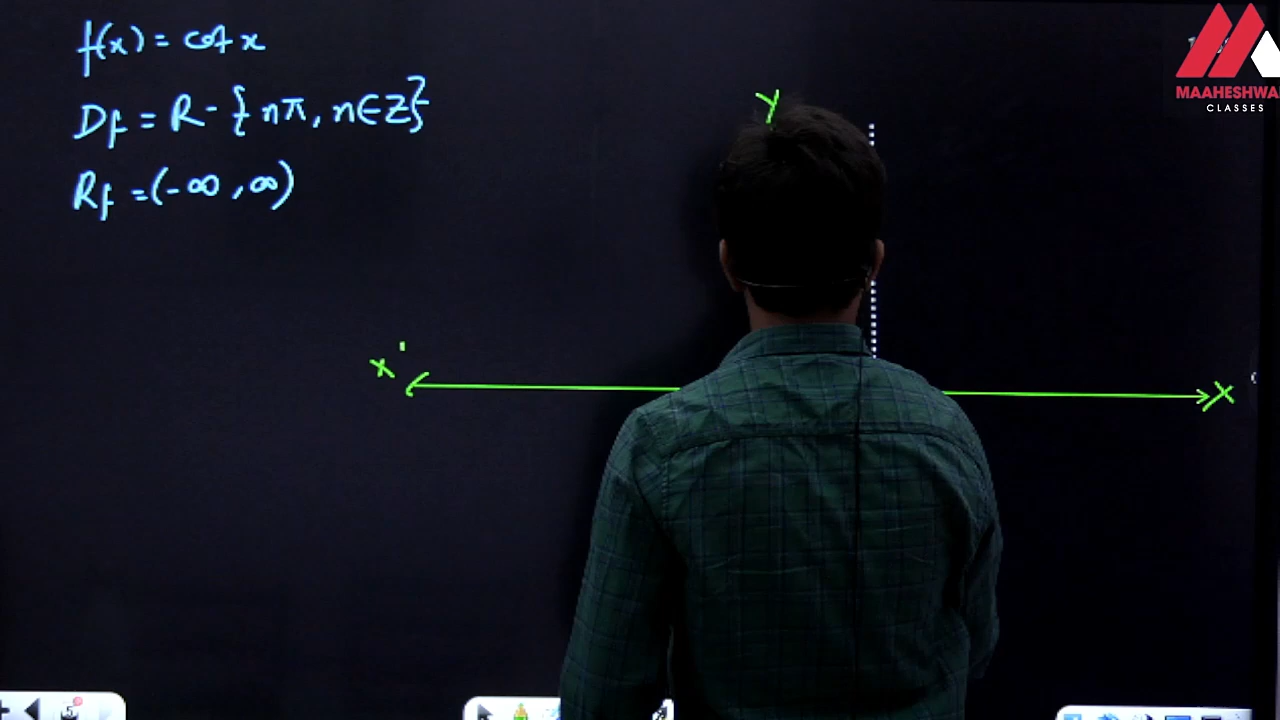 f(x) = cot x
Df = R - { nπ, n∈Z}
Rf = (-∞, ∞)
Y
X'
X
MAAHESHWA
CLASSES